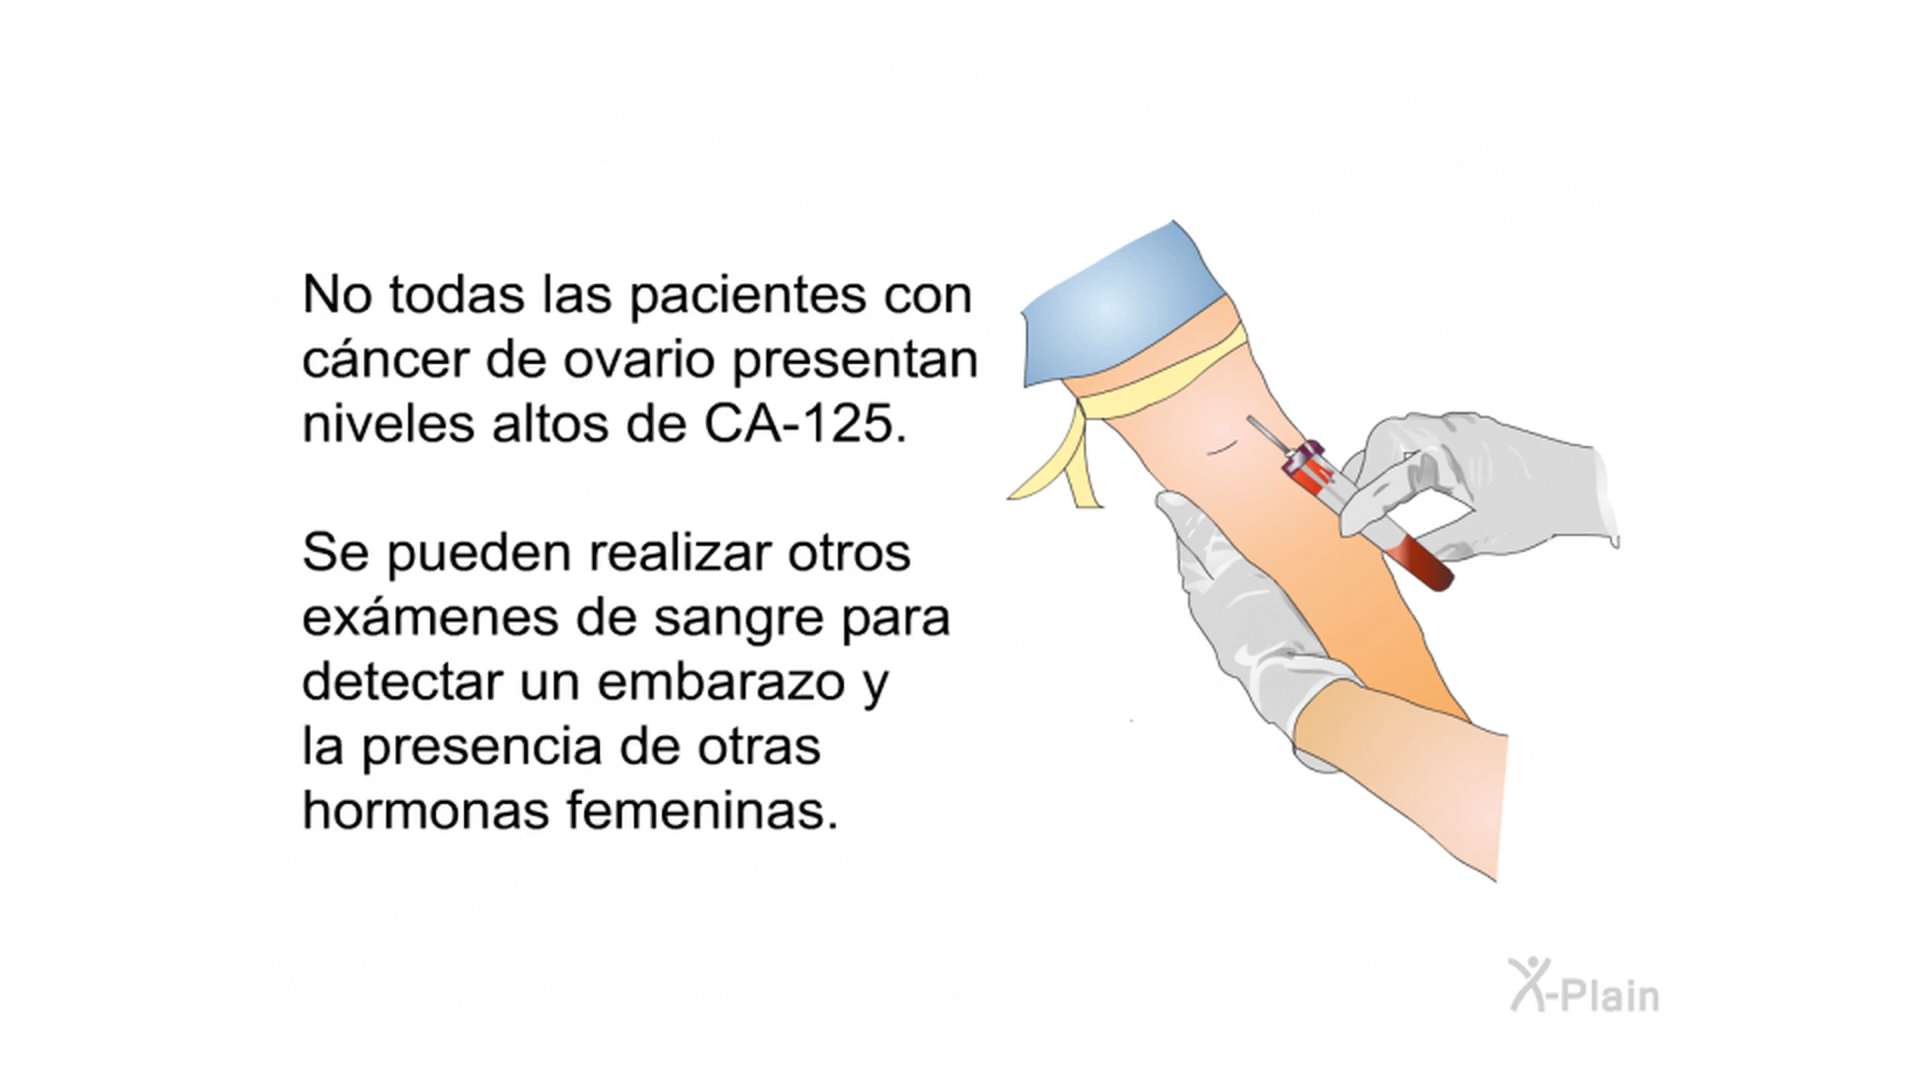 No todas las pacientes con
cáncer de ovario presentan
niveles altos de CA-125.
Se pueden realizar otros
exámenes de sangre para
detectar un embarazo y
la presencia de otras
hormonas femeninas.
X-Plain